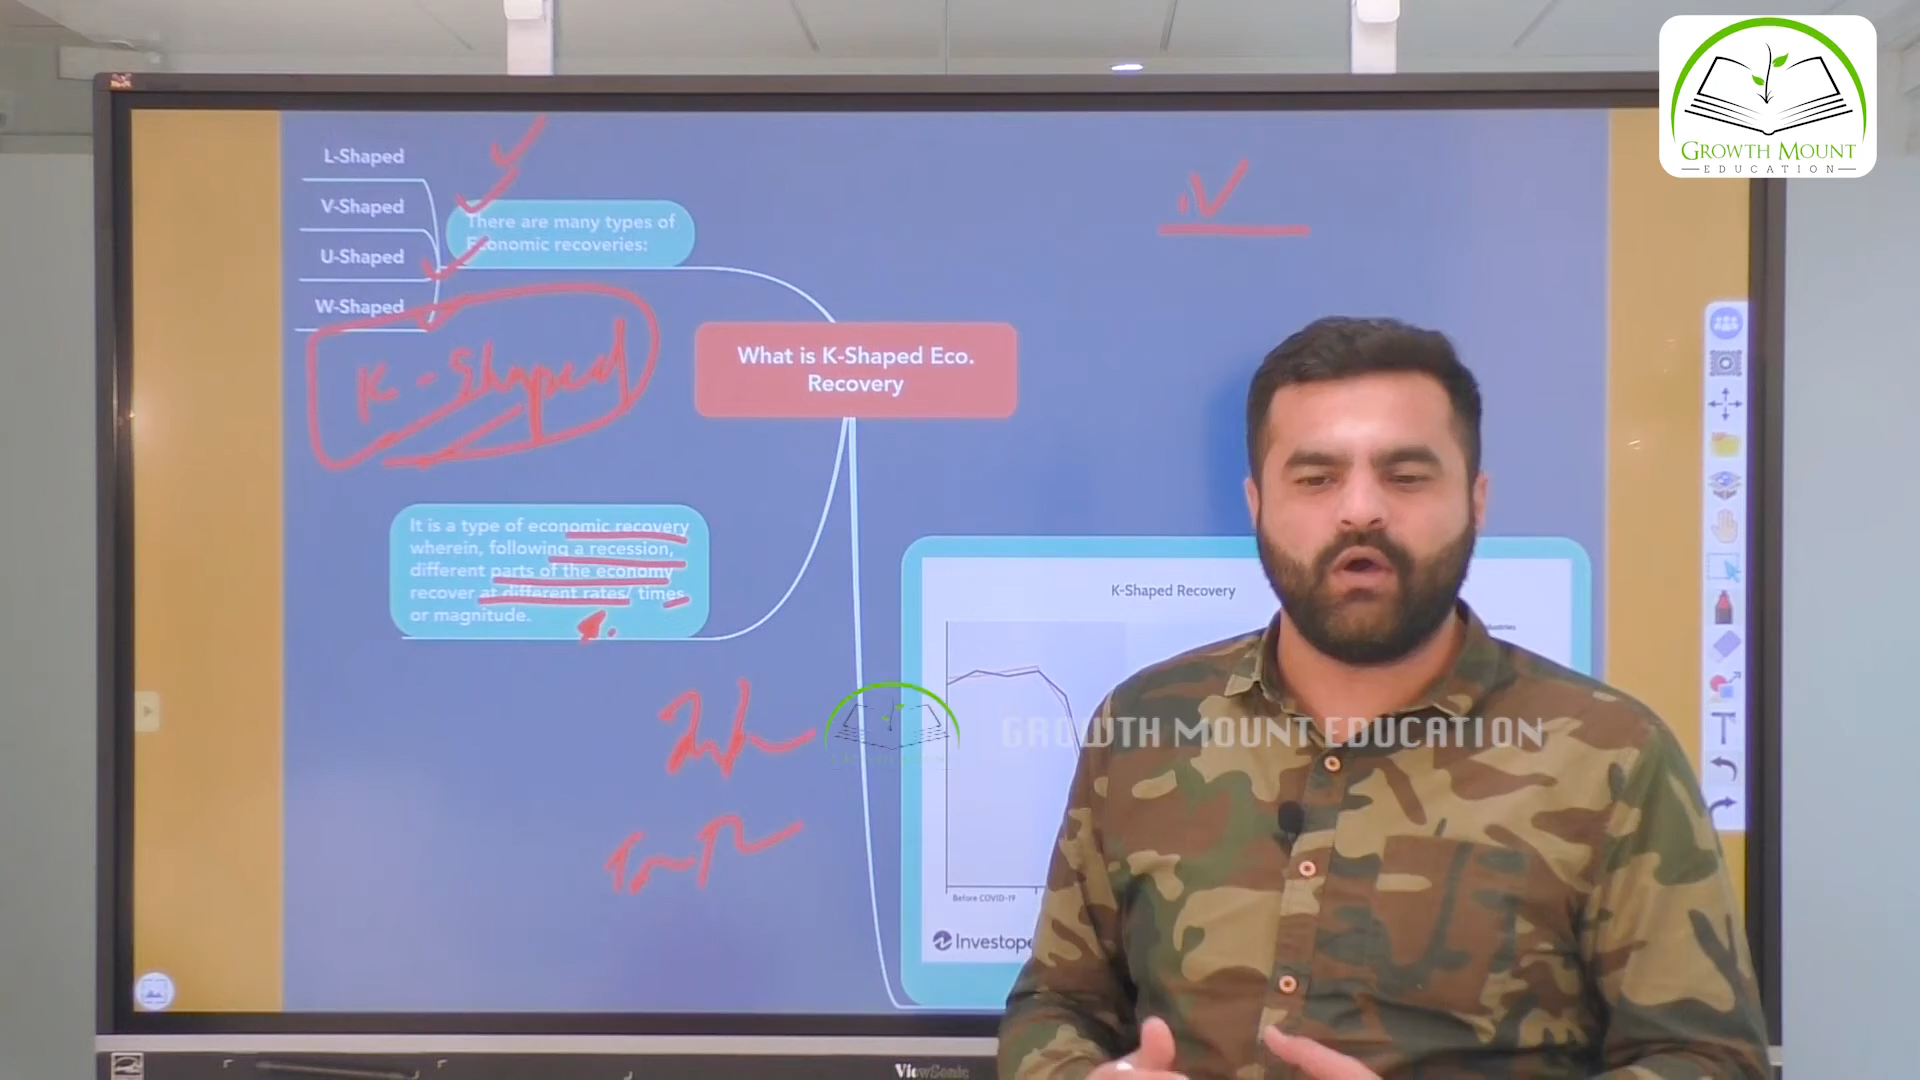 GROWTH MOUNT
EDUCATION
L-Shaped
V-Shaped
U-Shaped
W-Shaped
There are many types of
Economic recoveries:
K-Shaped
What is K-Shaped Eco.
Recovery
It is a type of economic recovery
wherein, following a recession,
different parts of the economy
recover at different rates/ times
or magnitude.
K-Shaped Recovery
GROWTH MOUNT EDUCATION
Before COVID-19
ViewSonic